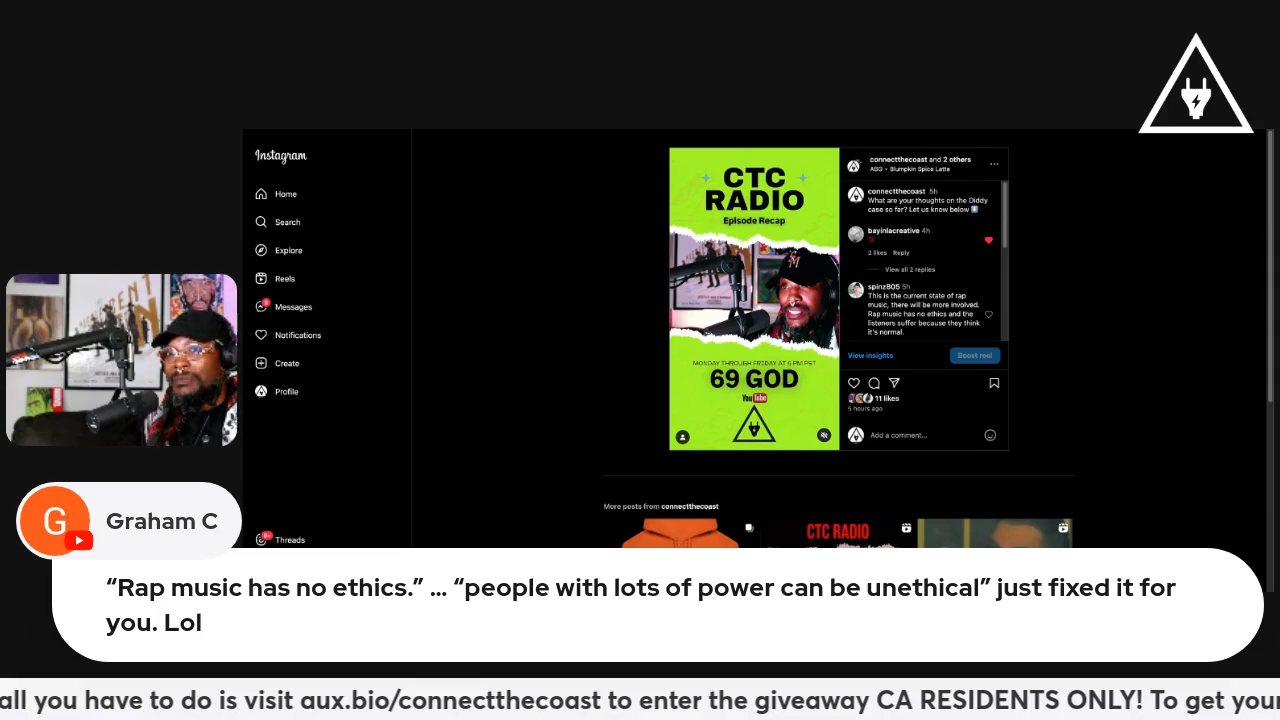 Instagram
Home
Search
Explore
Reels
Messages
Notifications
Create
Profile
Threads
CTC
RADIO
Episode Recap
MONDAY THROUGH FRIDAY AT 6 PM PST
69 GOD
YouTube
connectthecoast and 2 others
ABG • Blumpkin Spice Latte
connectthecoast 5h
What are your thoughts on the Diddy
case so far? Let us know below
bayinlacreative 4h
2 likes Reply
View all 2 replies
spinz805 5h
This is the current state of rap
music, there will be more involved.
Rap music has no ethics and the
listeners suffer because they think
it's normal.
View insights
Boost reel
11 likes
5 hours ago
Add a comment...
More posts from connectthecoast
CTC RADIO
G
Graham C
“Rap music has no ethics.” ... “people with lots of power can be unethical” just fixed it for
you. Lol
all you have to do is visit aux.bio/connectthecoast to enter the giveaway CA RESIDENTS ONLY! To get your